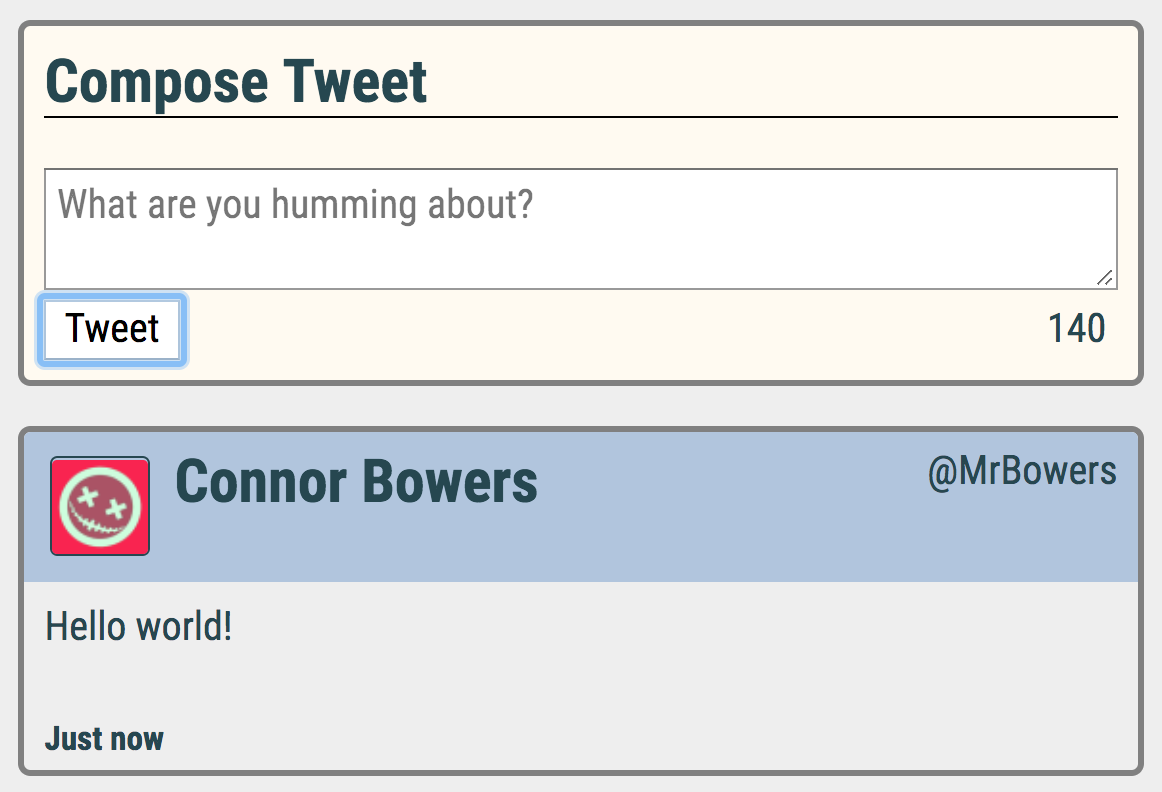 Compose Tweet
What are you humming about?
Tweet 140
Connor Bowers @MrBowers
Hello world!
Just now